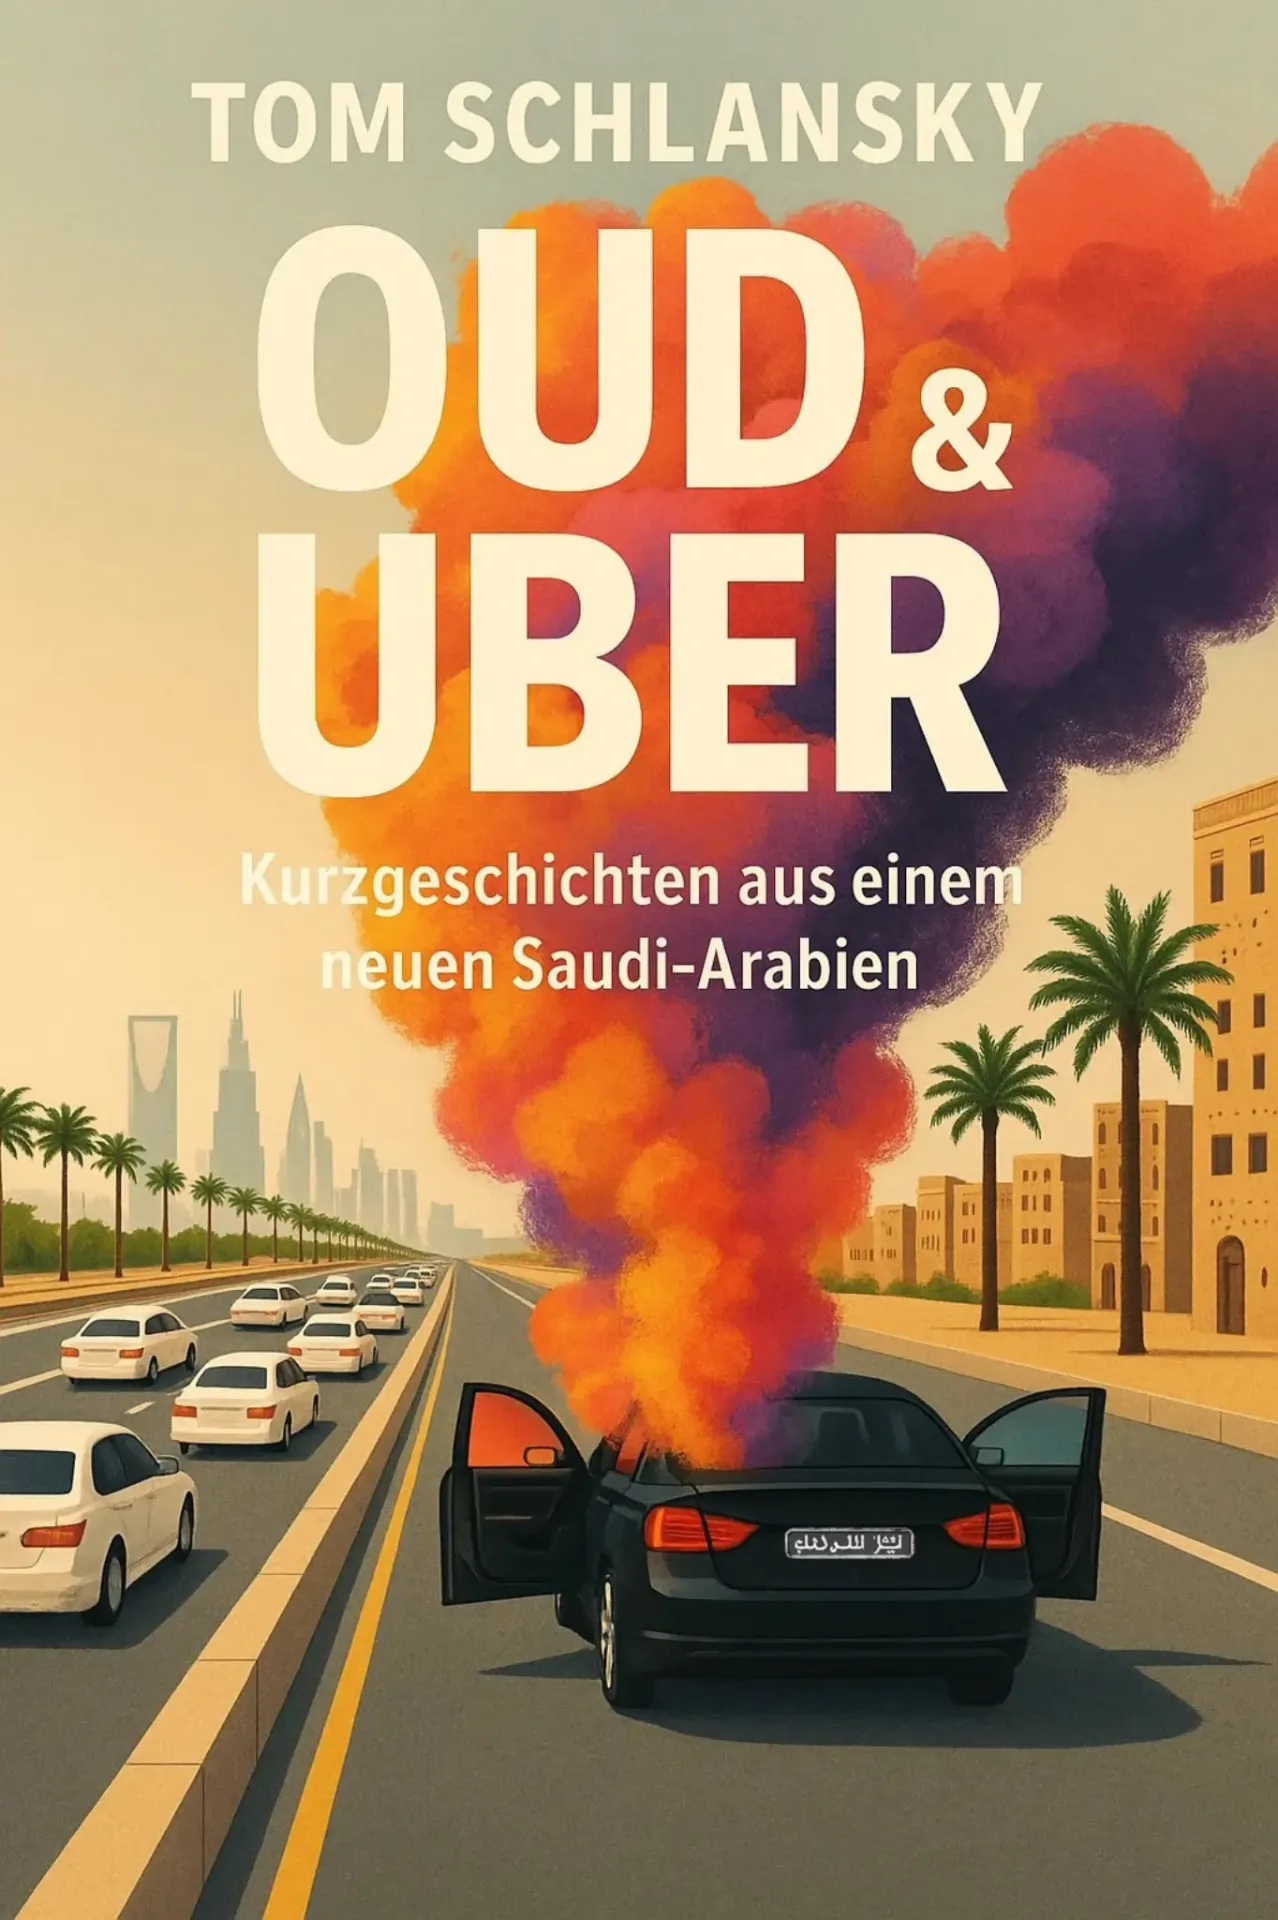 TOM SCHLANSKY
OUD &
UBER
Kurzgeschichten aus einem
neuen Saudi-Arabien